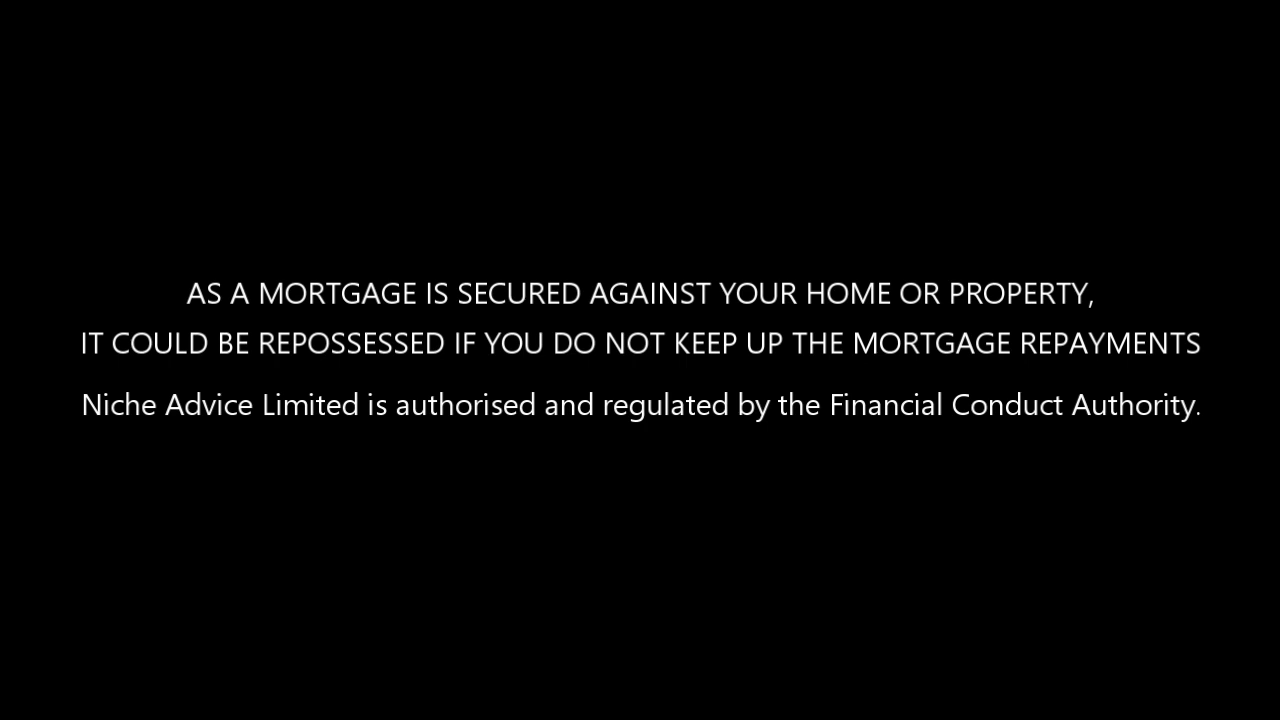 AS A MORTGAGE IS SECURED AGAINST YOUR HOME OR PROPERTY,
IT COULD BE REPOSSESSED IF YOU DO NOT KEEP UP THE MORTGAGE REPAYMENTS
Niche Advice Limited is authorised and regulated by the Financial Conduct Authority.